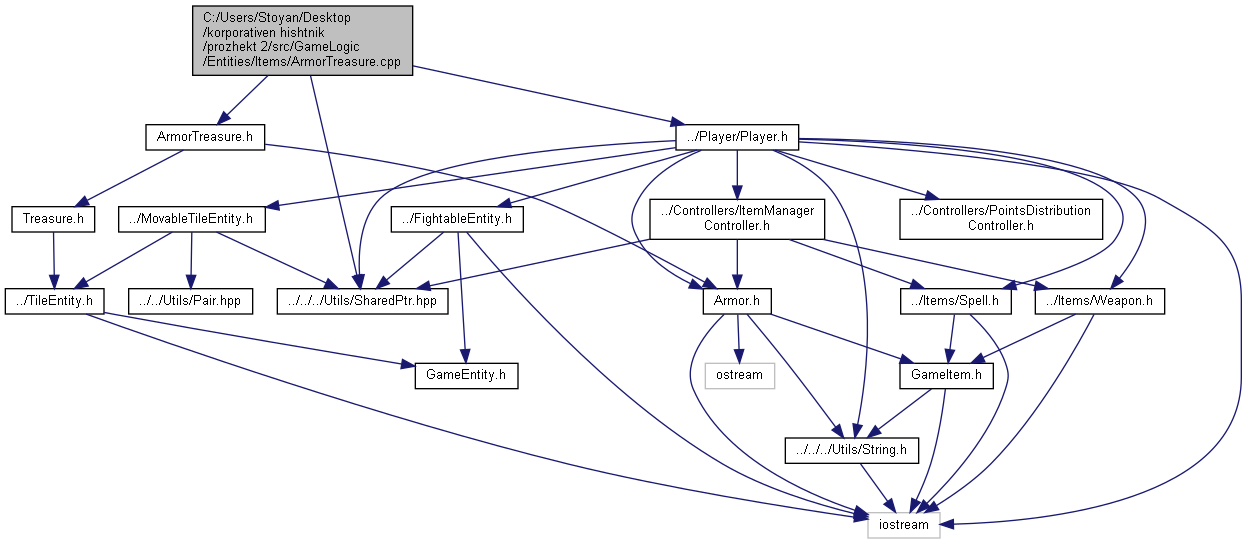 C:/Users/Stoyan/Desktop
/korporativen hishtnik
/prozhekt 2/src/GameLogic
/Entities/Items/ArmorTreasure.cpp
ArmorTreasure.h
../Player/Player.h
Treasure.h
../MovableTileEntity.h
../FightableEntity.h
../Controllers/ItemManager
Controller.h
../Controllers/PointsDistribution
Controller.h
../TileEntity.h
../../Utils/Pair.hpp
../../../Utils/SharedPtr.hpp
Armor.h
../Items/Spell.h
../Items/Weapon.h
GameEntity.h
ostream
GameItem.h
../../../Utils/String.h
iostream